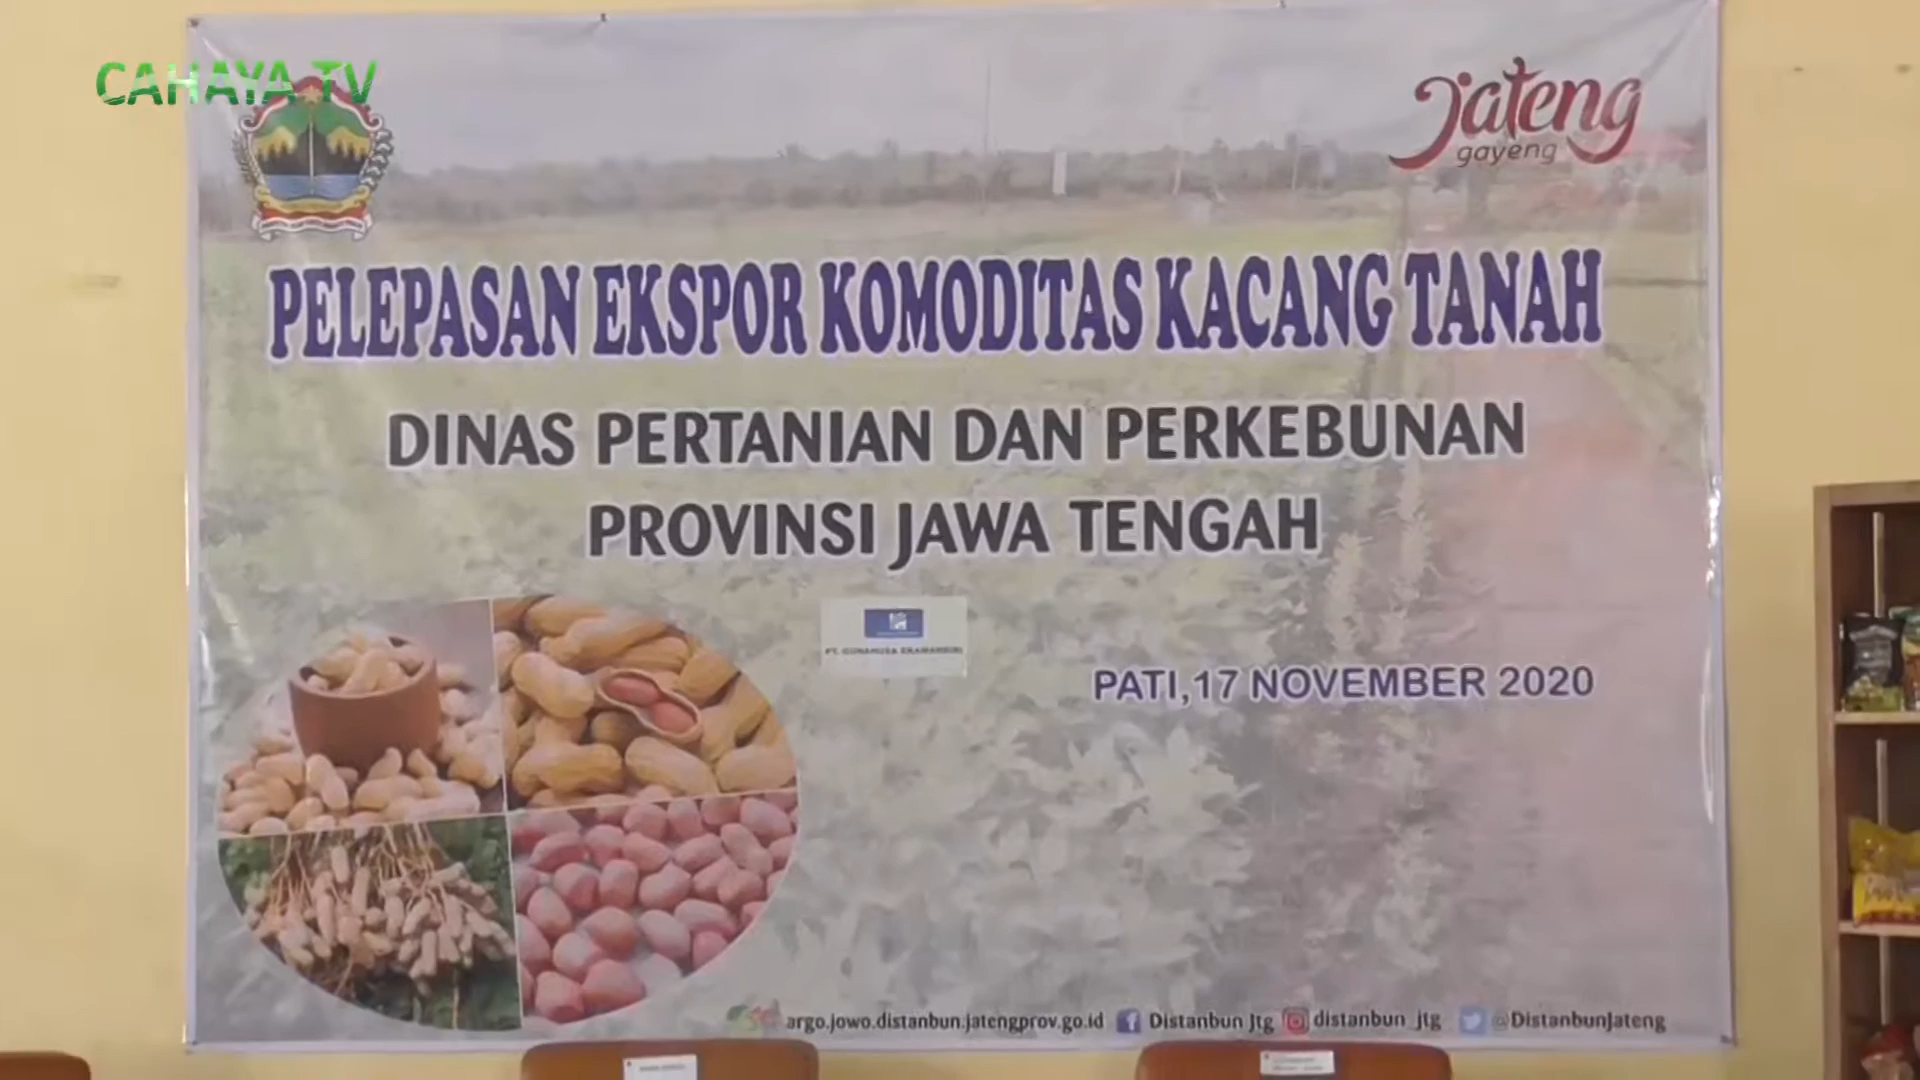 CAHAYA TV
Jateng
gayeng
PELEPASAN EKSPOR KOMODITAS KACANG TANAH
DINAS PERTANIAN DAN PERKEBUNAN
PROVINSI JAWA TENGAH
PATI,17 NOVEMBER 2020
argo.jowo.distanbun.jatengprov.go.id Distanbun Jtg distanbun_jtg @DistanbunJateng